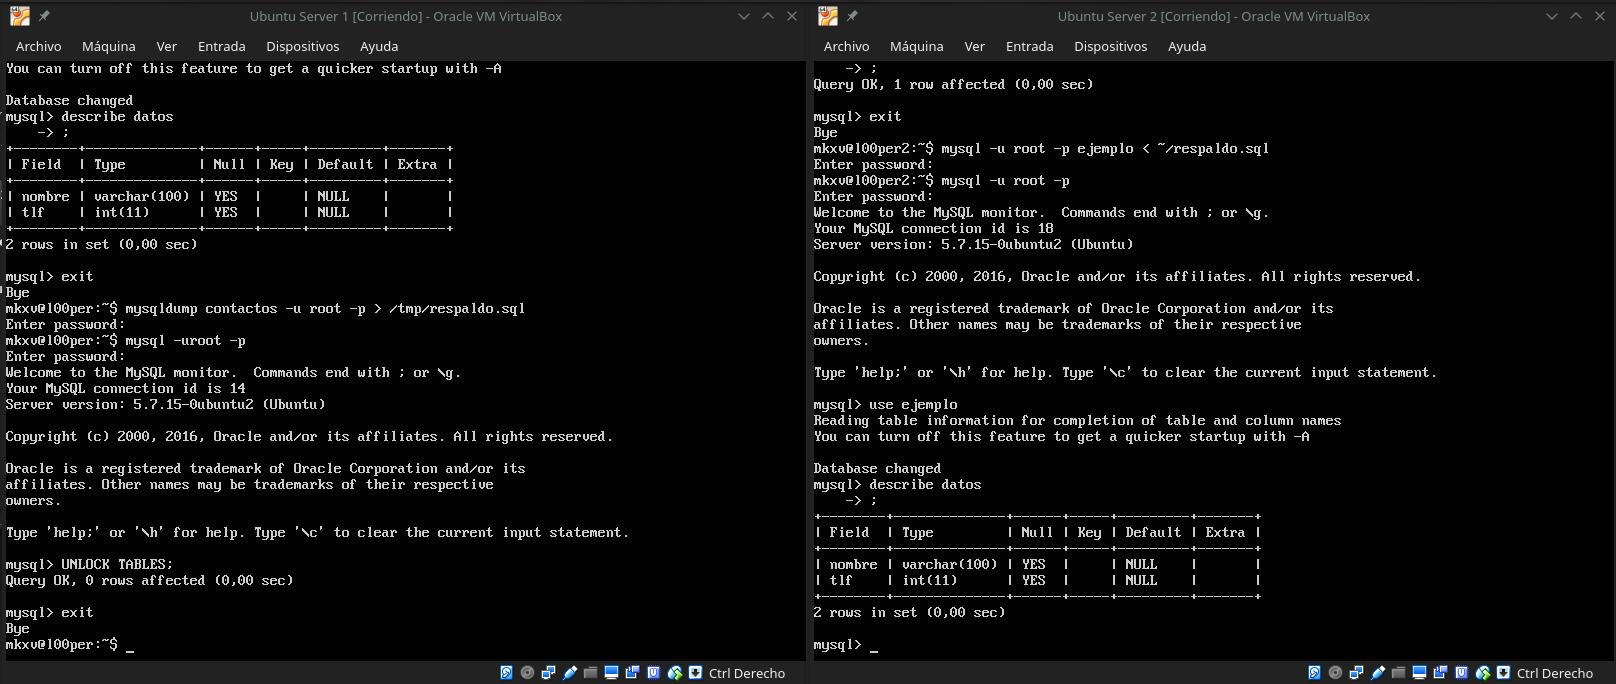 Ubuntu Server 1 [Corriendo] - Oracle VM VirtualBox
Archivo Máquina Ver Entrada Dispositivos Ayuda
You can turn off this feature to get a quicker startup with -A
Database changed
mysql> describe datos
    -> ;
+--------+--------------+------+-----+---------+-------+
| Field  | Type         | Null | Key | Default | Extra |
+--------+--------------+------+-----+---------+-------+
| nombre | varchar(100) | YES  |     | NULL    |       |
| tlf    | int(11)      | YES  |     | NULL    |       |
+--------+--------------+------+-----+---------+-------+
2 rows in set (0,00 sec)
mysql> exit
Bye
mkxv@l00per:~$ mysqldump contactos -u root -p > /tmp/respaldo.sql
Enter password:
mkxv@l00per:~$ mysql -uroot -p
Enter password:
Welcome to the MySQL monitor.  Commands end with ; or \g.
Your MySQL connection id is 14
Server version: 5.7.15-0ubuntu2 (Ubuntu)
Copyright (c) 2000, 2016, Oracle and/or its affiliates. All rights reserved.
Oracle is a registered trademark of Oracle Corporation and/or its
affiliates. Other names may be trademarks of their respective
owners.
Type 'help;' or '\h' for help. Type '\c' to clear the current input statement.
mysql> UNLOCK TABLES;
Query OK, 0 rows affected (0,00 sec)
mysql> exit
Bye
mkxv@l00per:~$ _
Ctrl Derecho
Ubuntu Server 2 [Corriendo] - Oracle VM VirtualBox
Archivo Máquina Ver Entrada Dispositivos Ayuda
    -> ;
Query OK, 1 row affected (0,00 sec)
mysql> exit
Bye
mkxv@l00per2:~$ mysql -u root -p ejemplo < ~/respaldo.sql
Enter password:
mkxv@l00per2:~$ mysql -u root -p
Enter password:
Welcome to the MySQL monitor.  Commands end with ; or \g.
Your MySQL connection id is 18
Server version: 5.7.15-0ubuntu2 (Ubuntu)
Copyright (c) 2000, 2016, Oracle and/or its affiliates. All rights reserved.
Oracle is a registered trademark of Oracle Corporation and/or its
affiliates. Other names may be trademarks of their respective
owners.
Type 'help;' or '\h' for help. Type '\c' to clear the current input statement.
mysql> use ejemplo
Reading table information for completion of table and column names
You can turn off this feature to get a quicker startup with -A
Database changed
mysql> describe datos
    -> ;
+--------+--------------+------+-----+---------+-------+
| Field  | Type         | Null | Key | Default | Extra |
+--------+--------------+------+-----+---------+-------+
| nombre | varchar(100) | YES  |     | NULL    |       |
| tlf    | int(11)      | YES  |     | NULL    |       |
+--------+--------------+------+-----+---------+-------+
2 rows in set (0,00 sec)
mysql> _
Ctrl Derecho